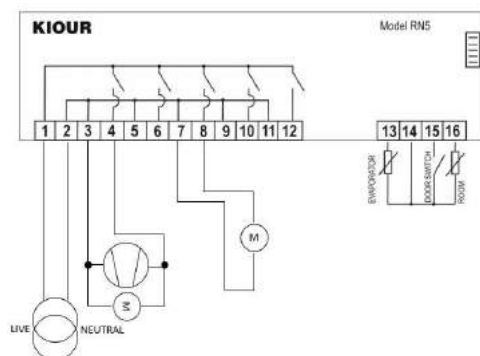 KIOUR
Model RN5
1 2 3 4 5 6 7 8 9 10 11 12
13 14 15 16
EVAPORATOR
DOOR SWITCH
ROOM
M
M
LIVE
NEUTRAL